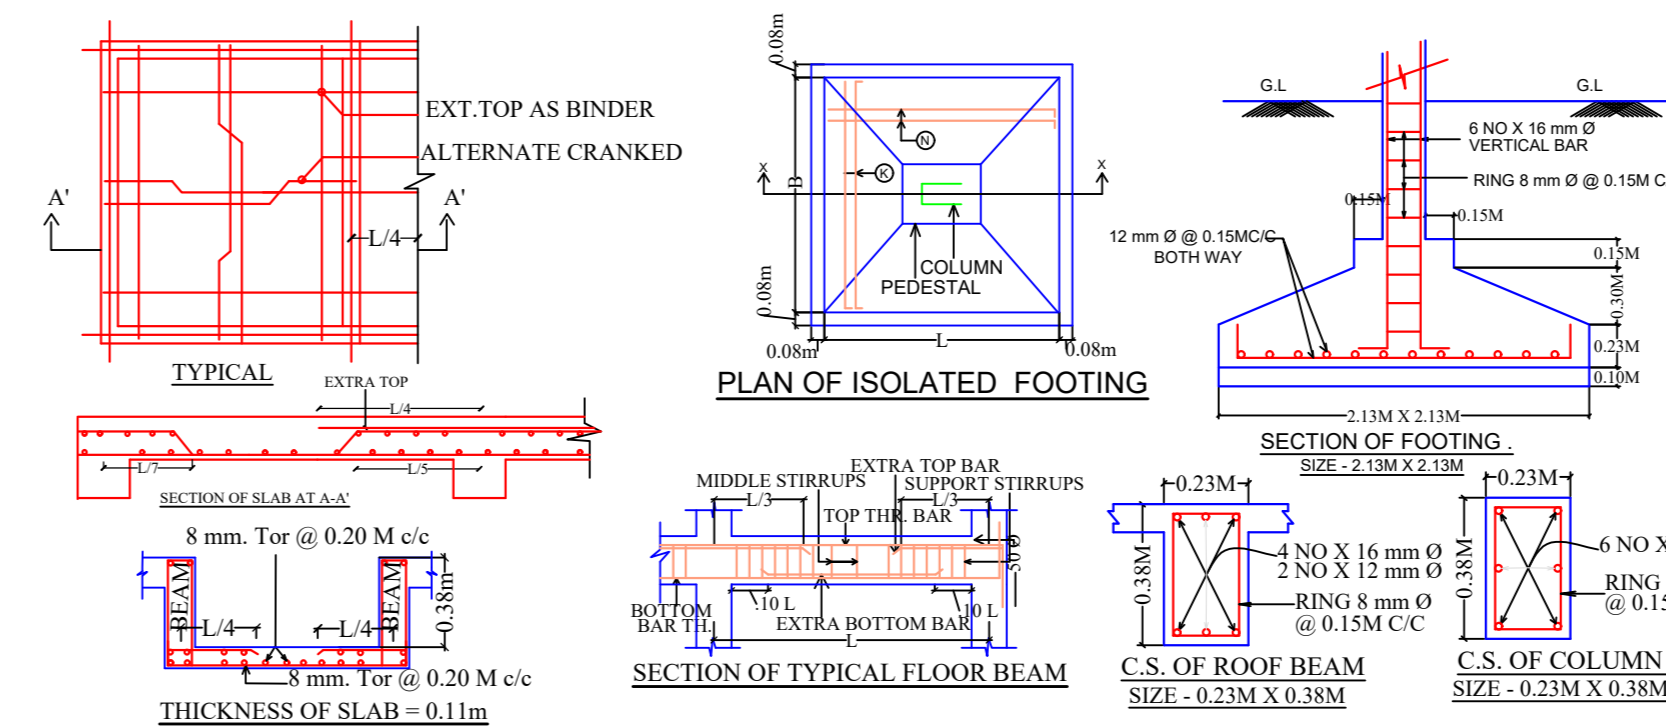 EXT.TOP AS BINDER
ALTERNATE CRANKED
A'
A'
L/4
TYPICAL
EXTRA TOP
L/4
L/7
L/5
SECTION OF SLAB AT A-A'
8 mm. Tor @ 0.20 M c/c
BEAM
BEAM
L/4
L/4
0.38m
8 mm. Tor @ 0.20 M c/c
THICKNESS OF SLAB = 0.11m
0.08m
N
K
B
X
X
COLUMN
PEDESTAL
0.08m
0.08m
L
0.08m
PLAN OF ISOLATED FOOTING
MIDDLE STIRRUPS
EXTRA TOP BAR
SUPPORT STIRRUPS
L/3
L/3
TOP THR. BAR
50 Ø
BOTTOM
BAR TH.
.10 L
.10 L
EXTRA BOTTOM BAR
L
SECTION OF TYPICAL FLOOR BEAM
G.L
G.L
6 NO X 16 mm Ø
VERTICAL BAR
RING 8 mm Ø @ 0.15M C
0.15M
0.15M
12 mm Ø @ 0.15MC/C
BOTH WAY
0.15M
0.30M
0.23M
0.10M
2.13M X 2.13M
SECTION OF FOOTING .
SIZE - 2.13M X 2.13M
0.23M
0.38M
4 NO X 16 mm Ø
2 NO X 12 mm Ø
RING 8 mm Ø
@ 0.15M C/C
C.S. OF ROOF BEAM
SIZE - 0.23M X 0.38M
0.23M
0.38M
6 NO X
RING
@ 0.15
C.S. OF COLUMN
SIZE - 0.23M X 0.38M